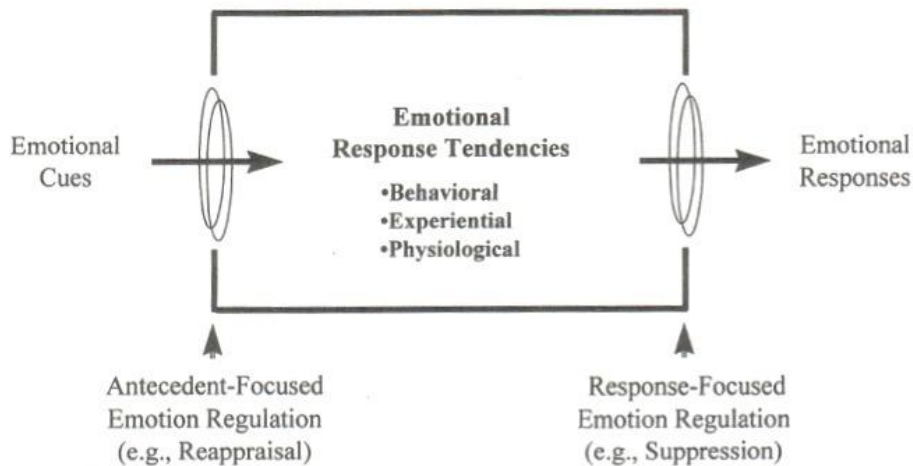 Emotional
Cues
Emotional
Response Tendencies
•Behavioral
•Experiential
•Physiological
Emotional
Responses
Antecedent-Focused
Emotion Regulation
(e.g., Reappraisal)
Response-Focused
Emotion Regulation
(e.g., Suppression)